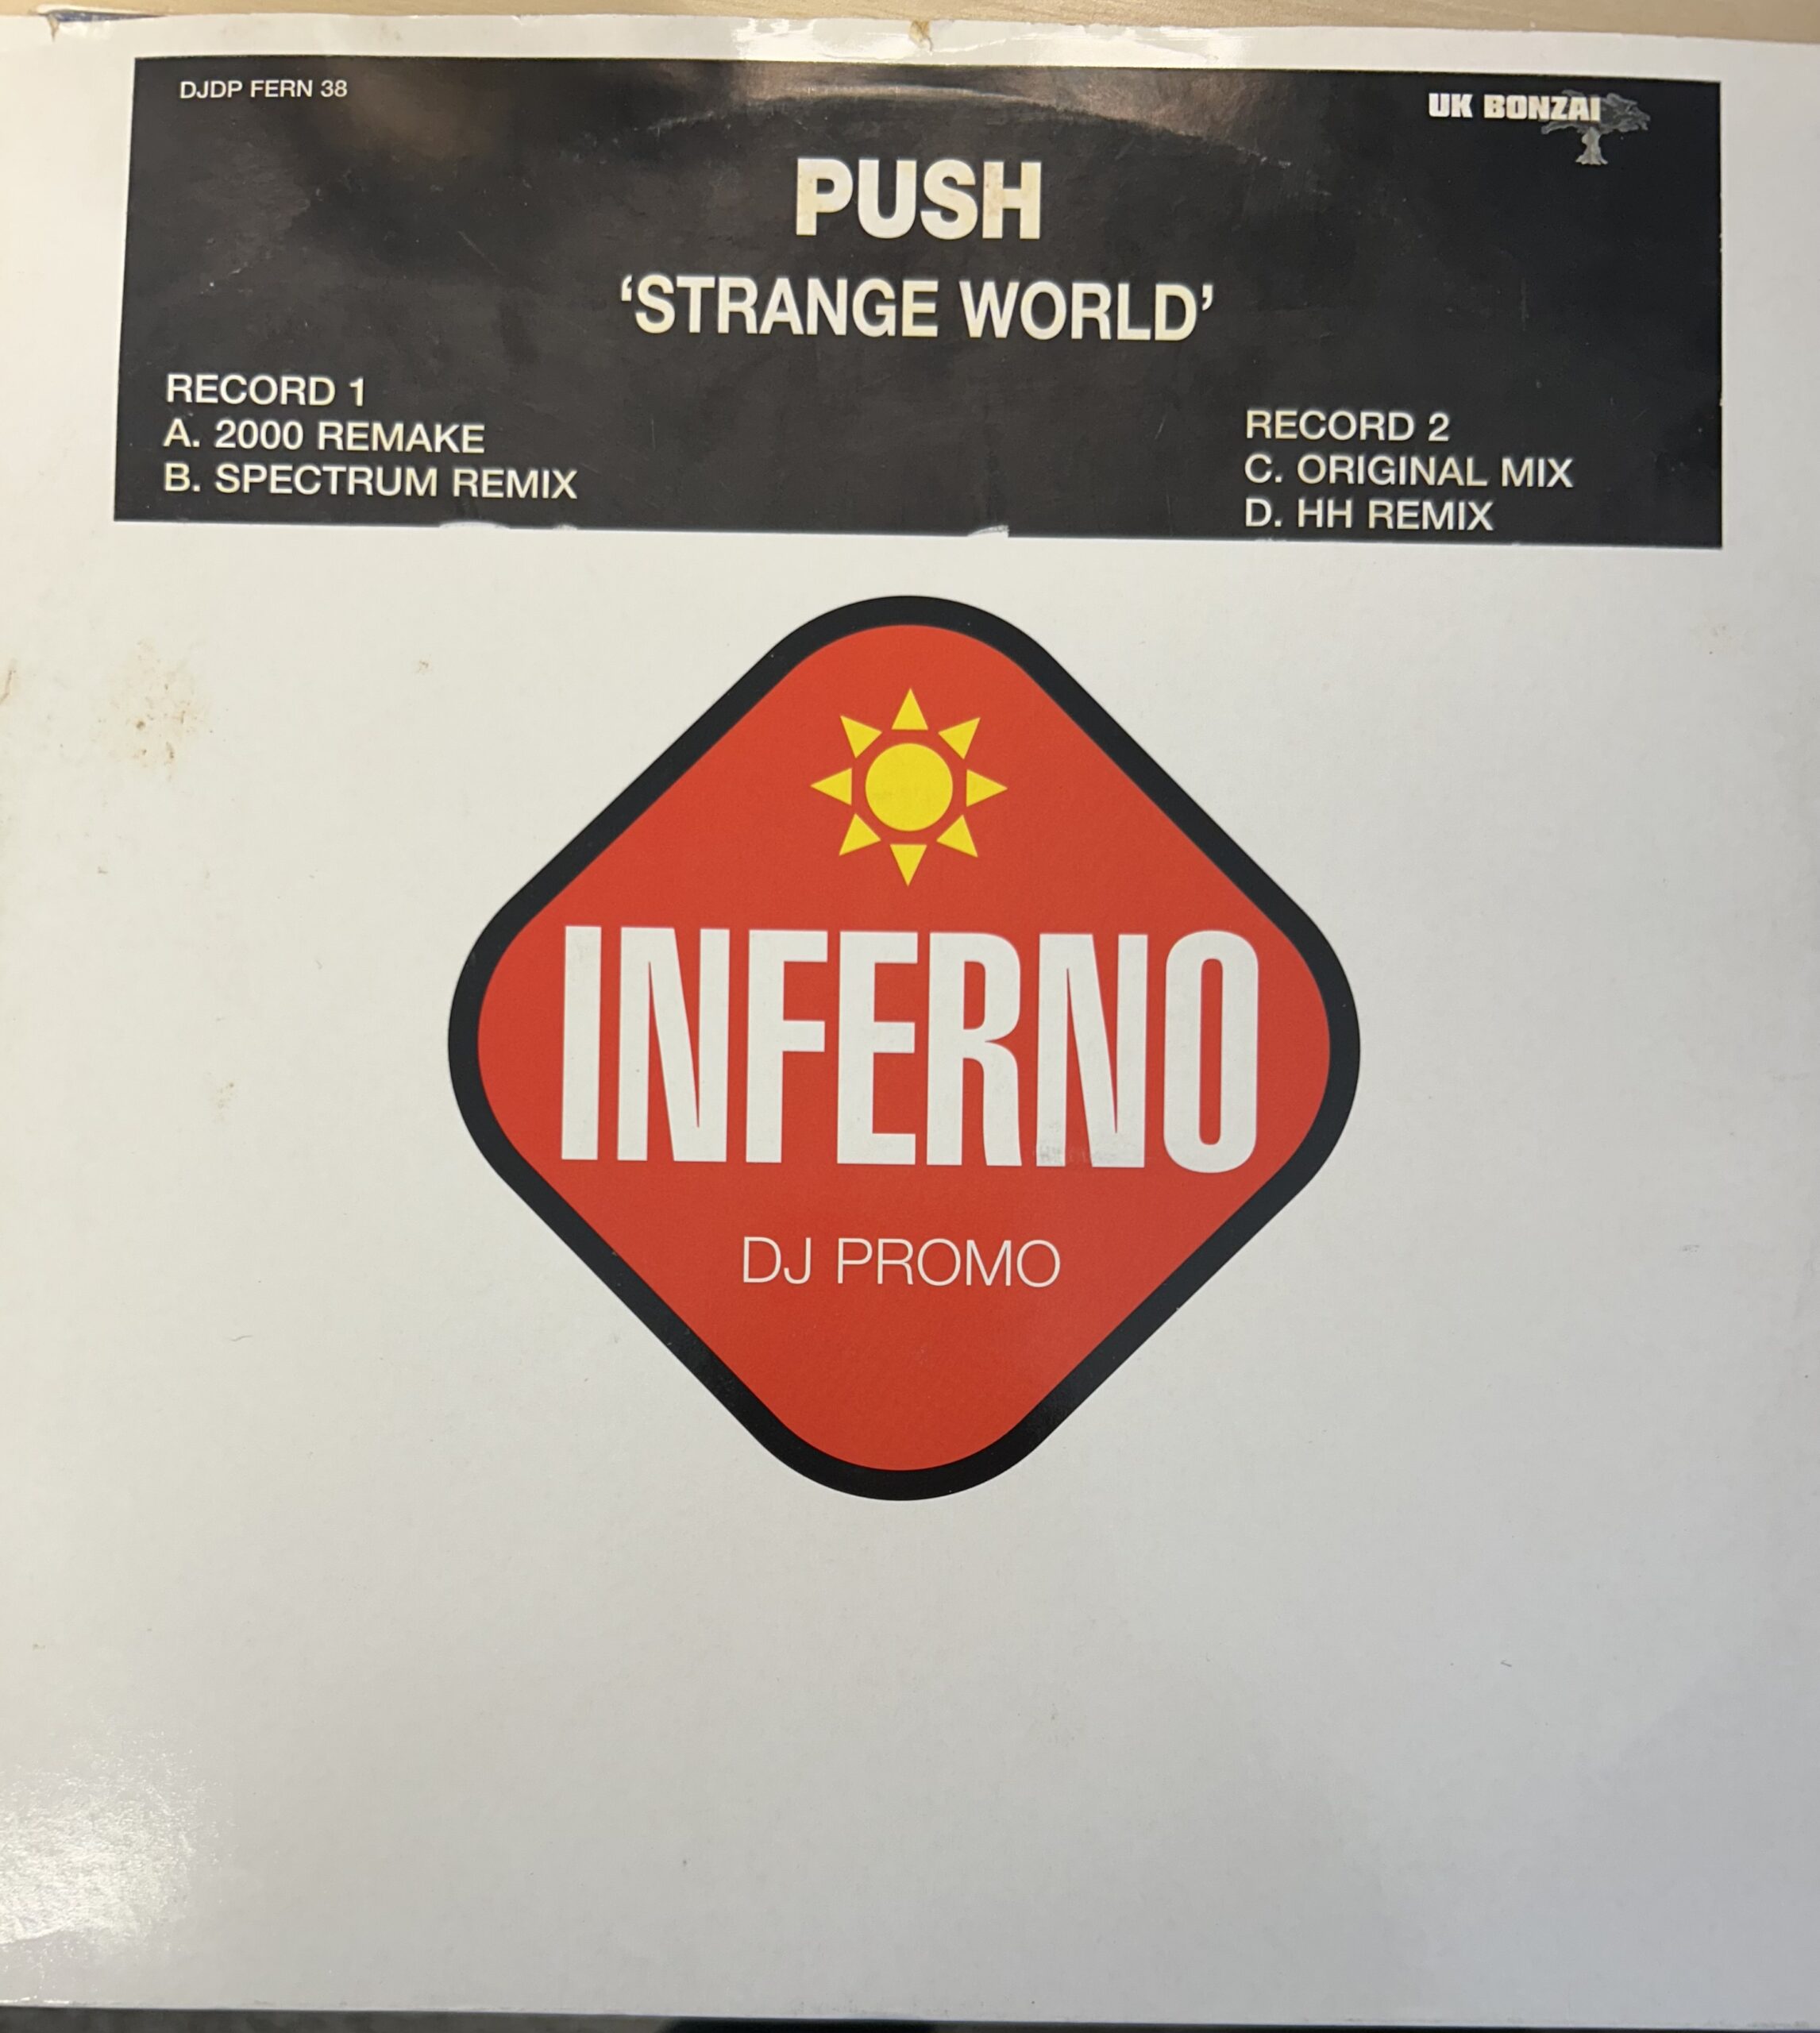 DJDP FERN 38
UK BONZAI
PUSH
‘STRANGE WORLD’
RECORD 1
A. 2000 REMAKE
B. SPECTRUM REMIX
RECORD 2
C. ORIGINAL MIX
D. HH REMIX
INFERNO
DJ PROMO